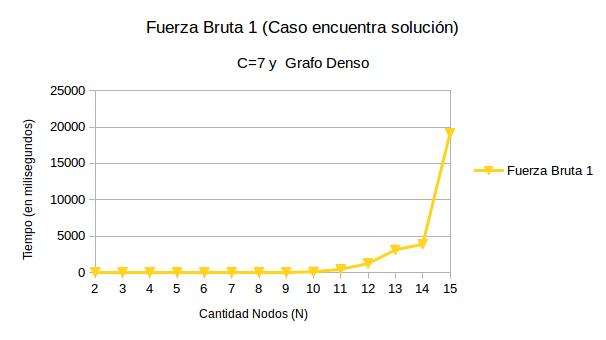 Fuerza Bruta 1 (Caso encuentra solución)
C=7 y  Grafo Denso
25000
20000
15000
10000
5000
0
Tiempo (en milisegundos)
2 3 4 5 6 7 8 9 10 11 12 13 14 15
Cantidad Nodos (N)
Fuerza Bruta 1